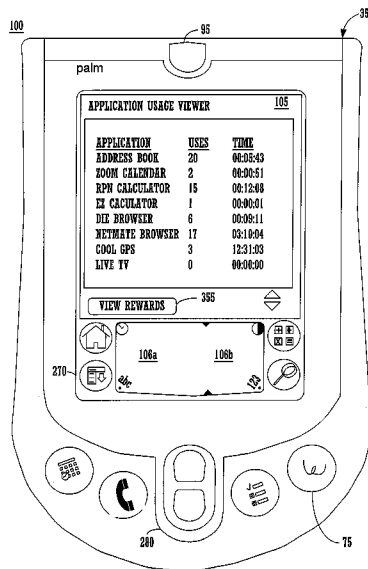 100
95
35
palm
APPLICATION USAGE VIEWER 105
APPLICATION USES TIME
ADDRESS BOOK 20 00:05:43
ZOOM CALENDAR 2 00:00:51
RPN CALCULATOR 15 00:12:08
EZ CACULATOR 1 00:00:01
DIE BROWSER 6 00:09:11
NETMATE BROWSER 17 03:10:04
COOL GPS 3 12:31:03
LIVE TV 0 00:00:00
VIEW REWARDS 355
106a 106b
270
abc 123
280 75